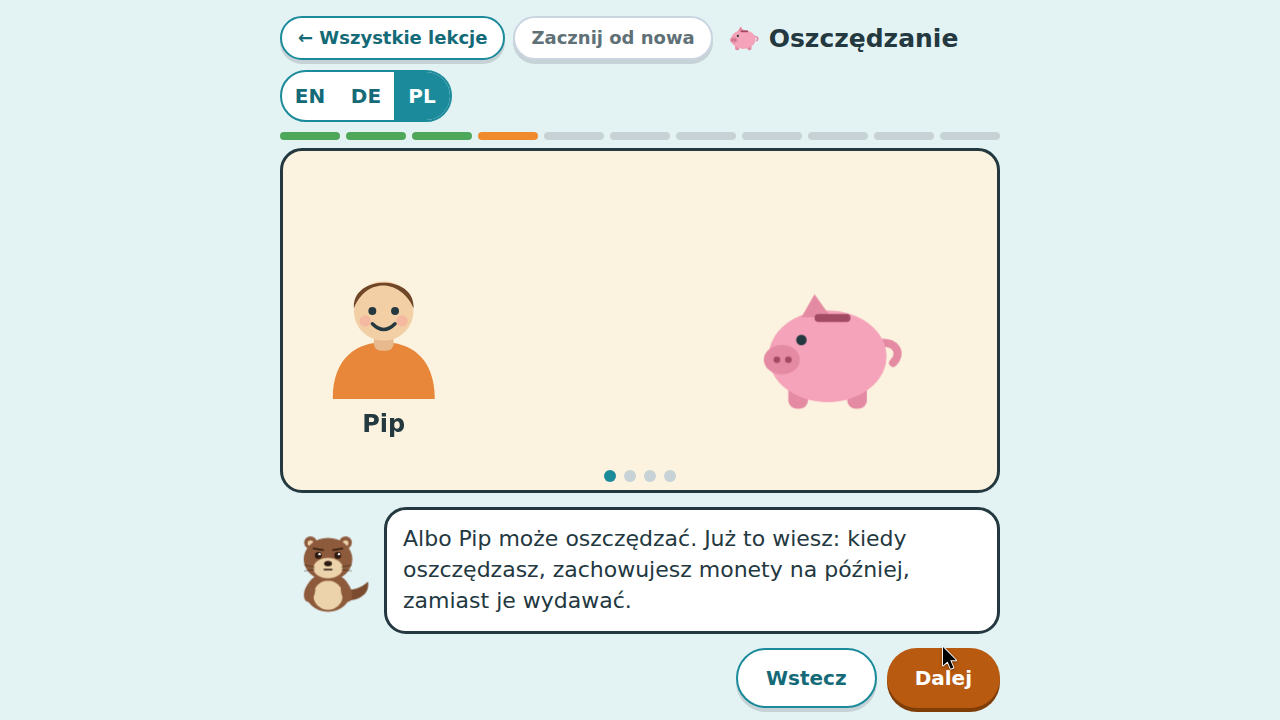 ← Wszystkie lekcje
Zacznij od nowa
Oszczędzanie
EN DE PL
Pip
Albo Pip może oszczędzać. Już to wiesz: kiedy
oszczędzasz, zachowujesz monety na później,
zamiast je wydawać.
Wstecz
Dalej